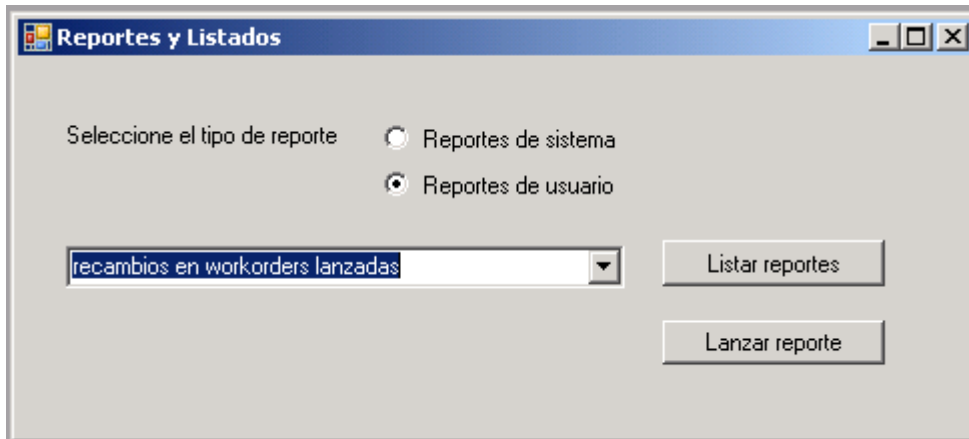 Reportes y Listados
Seleccione el tipo de reporte
Reportes de sistema
Reportes de usuario
recambios en workorders lanzadas
Listar reportes
Lanzar reporte